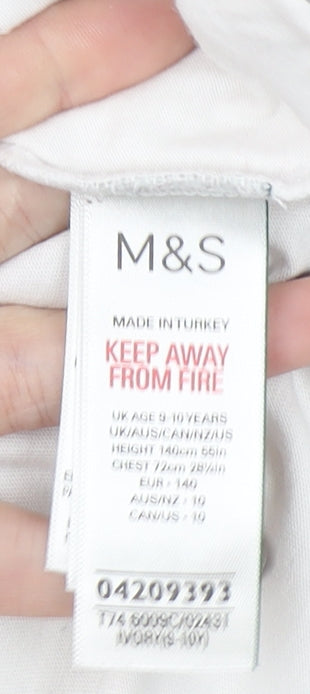 M&S
MADE IN TURKEY
KEEP AWAY
FROM FIRE
UK AGE 9-10 YEARS
UK/AUS/CAN/NZ/US
HEIGHT 140cm 55in
CHEST 72cm 28½in
EUR - 140
AUS/NZ - 10
CAN/US - 10
04209393
T74 6009C/02431
IVORY(9-10Y)